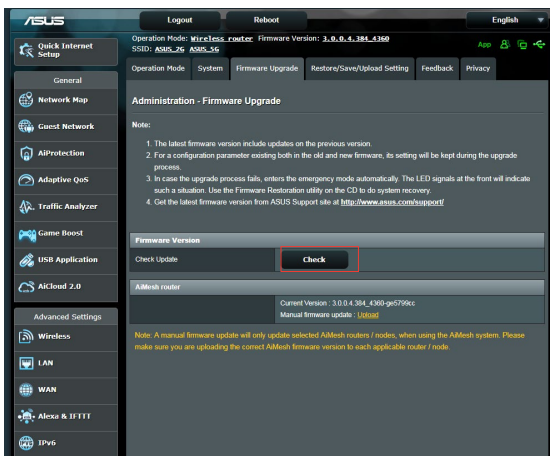 ASUS
Logout
Reboot
English
Quick Internet
Setup
Operation Mode: Wireless router Firmware Version: 3.0.0.4.384_4360
SSID: ASUS_2G ASUS_5G
App
Operation Mode System Firmware Upgrade Restore/Save/Upload Setting Feedback Privacy
General
Network Map
Guest Network
AiProtection
Adaptive QoS
Traffic Analyzer
Game Boost
USB Application
AiCloud 2.0
Advanced Settings
Wireless
LAN
WAN
Alexa & IFTTT
IPv6
Administration - Firmware Upgrade
Note:
1. The latest firmware version include updates on the previous version.
2. For a configuration parameter existing both in the old and new firmware, its setting will be kept during the upgrade
process.
3. In case the upgrade process fails, enters the emergency mode automatically. The LED signals at the front will indicate
such a situation. Use the Firmware Restoration utility on the CD to do system recovery.
4. Get the latest firmware version from ASUS Support site at http://www.asus.com/support/
Firmware Version
Check Update
Check
AiMesh router
Current Version : 3.0.0.4.384_4360-ge5799cc
Manual firmware update : Upload
Note: A manual firmware update will only update selected AiMesh routers / nodes, when using the AiMesh system. Please
make sure you are uploading the correct AiMesh firmware version to each applicable router / node.